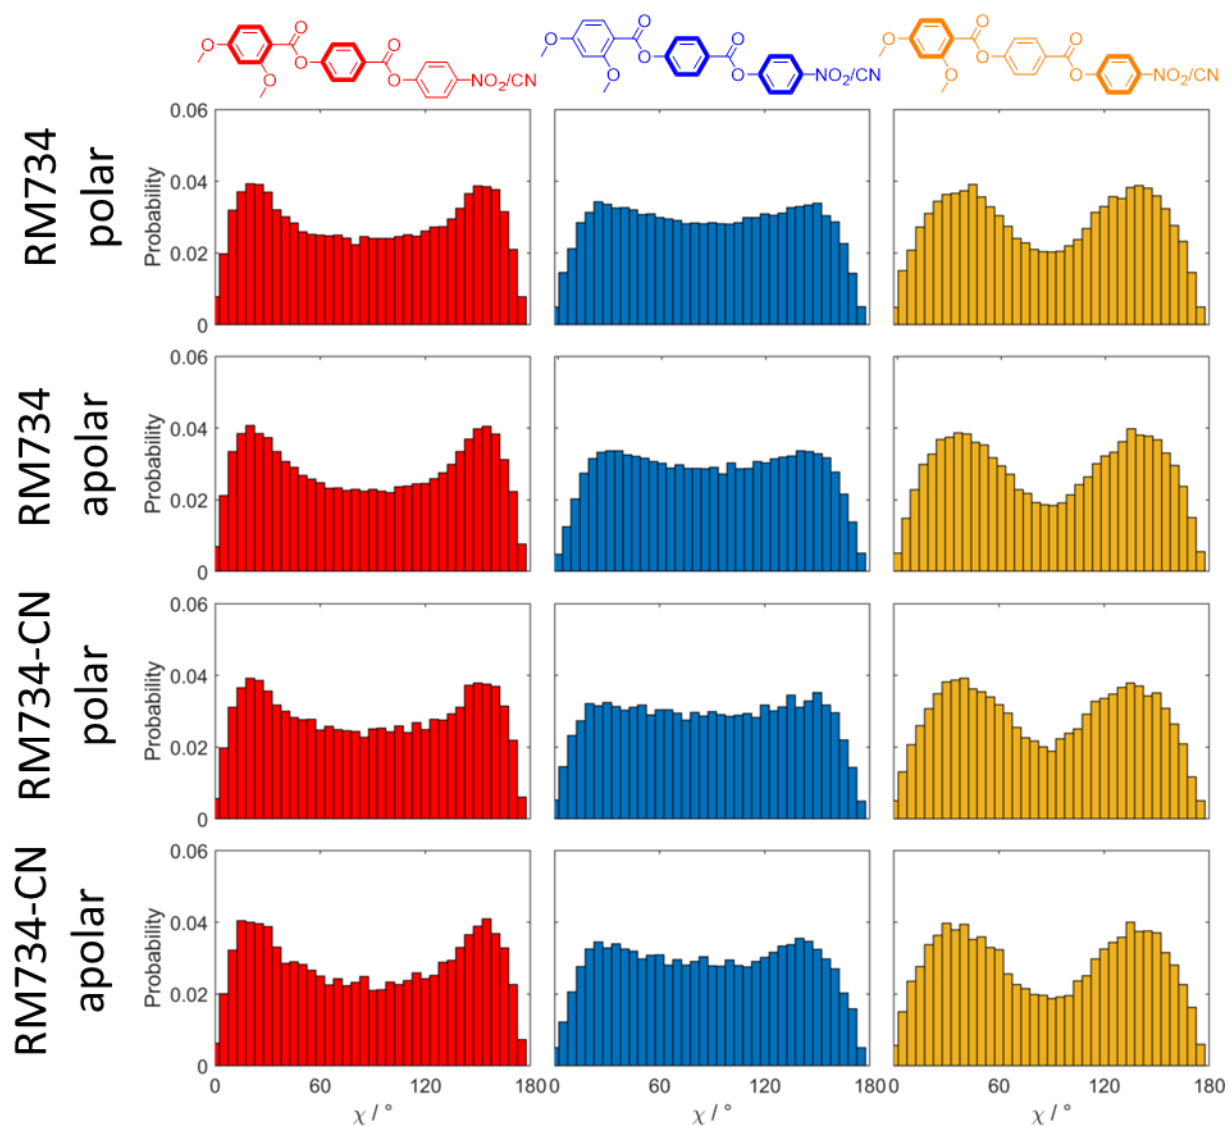 O O O O O O NO₂/CN
O O O O O O NO₂/CN
O O O O O O NO₂/CN
RM734
polar
Probability
0.06
0.04
0.02
0
RM734
apolar
Probability
0.06
0.04
0.02
0
RM734-CN
polar
Probability
0.06
0.04
0.02
0
RM734-CN
apolar
Probability
0.06
0.04
0.02
0
0 60 120 180 0 60 120 180 0 60 120 180
χ / ° χ / ° χ / °